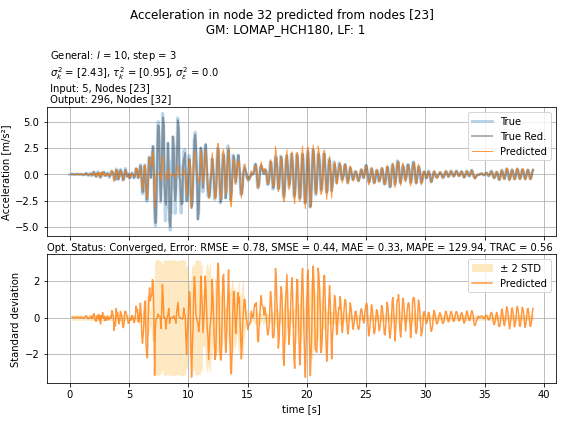 Acceleration in node 32 predicted from nodes [23]
GM: LOMAP_HCH180, LF: 1
General: l = 10, step = 3
σ²ₖ = [2.43], τ²ₖ = [0.95], σ²ε = 0.0
Input: 5, Nodes [23]
Output: 296, Nodes [32]
Acceleration [m/s²]
5.0
2.5
0.0
−2.5
−5.0
True
True Red.
Predicted
Opt. Status: Converged, Error: RMSE = 0.78, SMSE = 0.44, MAE = 0.33, MAPE = 129.94, TRAC = 0.56
Standard deviation
2
0
−2
± 2 STD
Predicted
0 5 10 15 20 25 30 35 40
time [s]